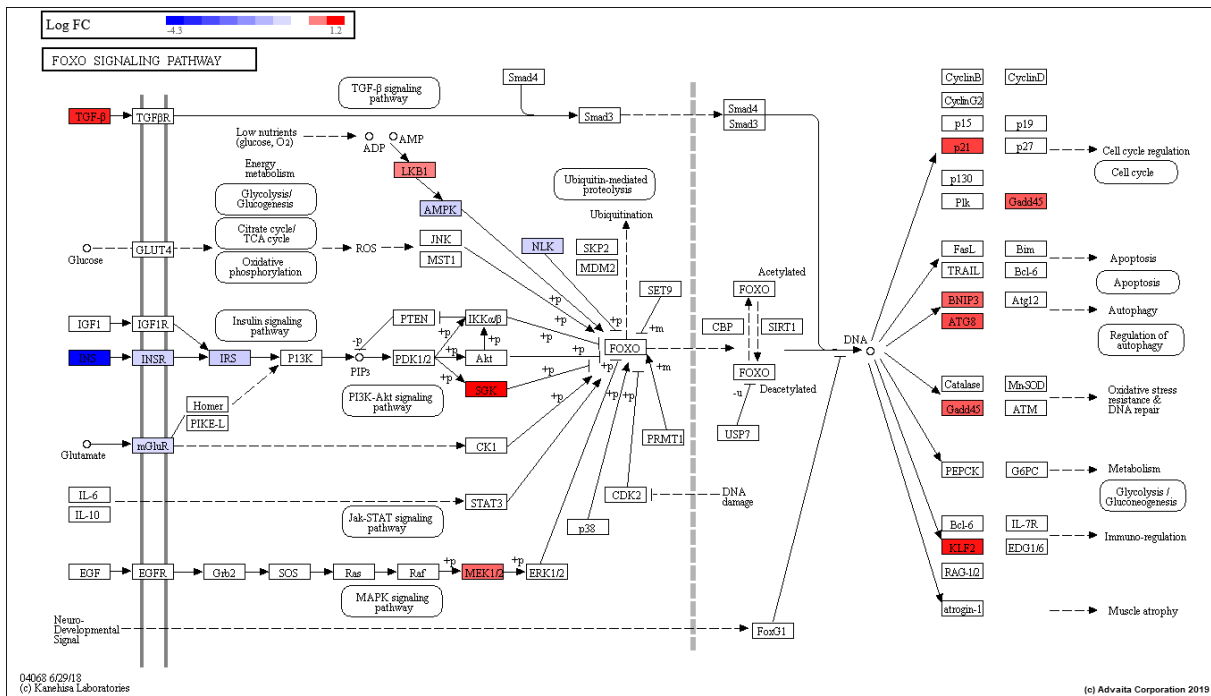 Log FC
-4.3
1.2
FOXO SIGNALING PATHWAY
TGF-β signaling
pathway
Smad4
TGF-β
TGFβR
Smad3
Smad4
Smad3
Low nutrients
(glucose, O2)
ADP
AMP
LKB1
AMPK
Energy
metabolism
Glycolysis/
Glucogenesis
Citrate cycle/
TCA cycle
Oxidative
phosphorylation
Glucose
GLUT4
ROS
JNK
MST1
NLK
Ubiquitin-mediated
proteolysis
Ubiquitination
SKP2
MDM2
SET9
+p
+p
+p
+m
IGF1
IGF1R
Insulin signaling
pathway
PTEN
IKKα/β
-p
+p
+p
+p
INS
INSR
IRS
P13K
PIP3
PDK1/2
+p
Akt
+p
FOXO
+p
SGK
+p
+p
+p
+m
PI3K-Akt signaling
pathway
Homer
PIKE-L
Glutamate
mGluR
CK1
+p
PRMT1
IL-6
IL-10
STAT3
Jak-STAT signaling
pathway
p38
CDK2
DNA
damage
EGF
EGFR
Grb2
SOS
Ras
Raf
+p
MEK1/2
+p
ERK1/2
MAPK signaling
pathway
Neuro-
Developmental
Signal
FoxG1
Acetylated
FOXO
CBP
SIRT1
FOXO
-u
Deacetylated
USP7
DNA
CyclinB
CyclinD
CyclinG2
p15
p19
p21
p27
Cell cycle regulation
Cell cycle
p130
Plk
Gadd45
FasL
Bim
TRAIL
Bcl-6
Apoptosis
Apoptosis
BNIP3
Atg12
ATG8
Autophagy
Regulation of
autophagy
Catalase
MnSOD
Gadd45
ATM
Oxidative stress
resistance &
DNA repair
PEPCK
G6PC
Metabolism
Glycolysis /
Gluconeogenesis
Bcl-6
IL-7R
KLF2
EDG1/6
Immuno-regulation
RAG-1/2
atrogin-1
Muscle atrophy
04068 6/29/18
(c) Kanehisa Laboratories
(c) Advaita Corporation 2019